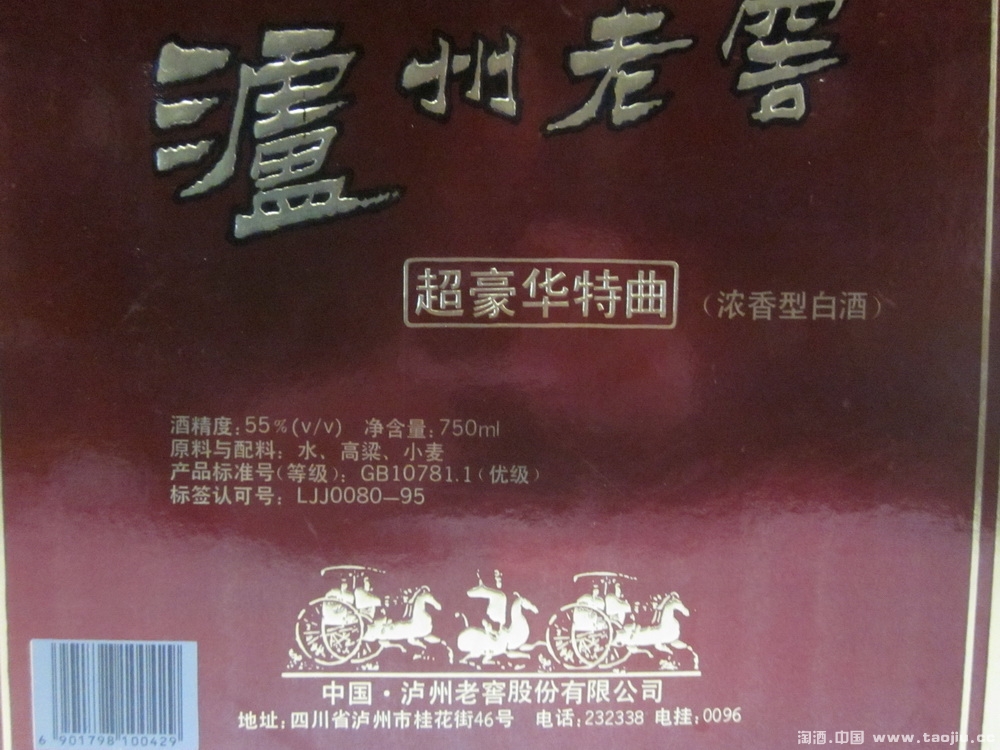 泸州老窖
超豪华特曲 (浓香型白酒)
酒精度:55%(v/v) 净含量:750ml
原料与配料:水、高粱、小麦
产品标准号(等级):GB10781.1(优级)
标签认可号:LJJ0080-95
中国·泸州老窖股份有限公司
地址:四川省泸州市桂花街46号 电话:232338 电挂:0096
6 901798 100429
淘酒.中国 www.taojiu.cc